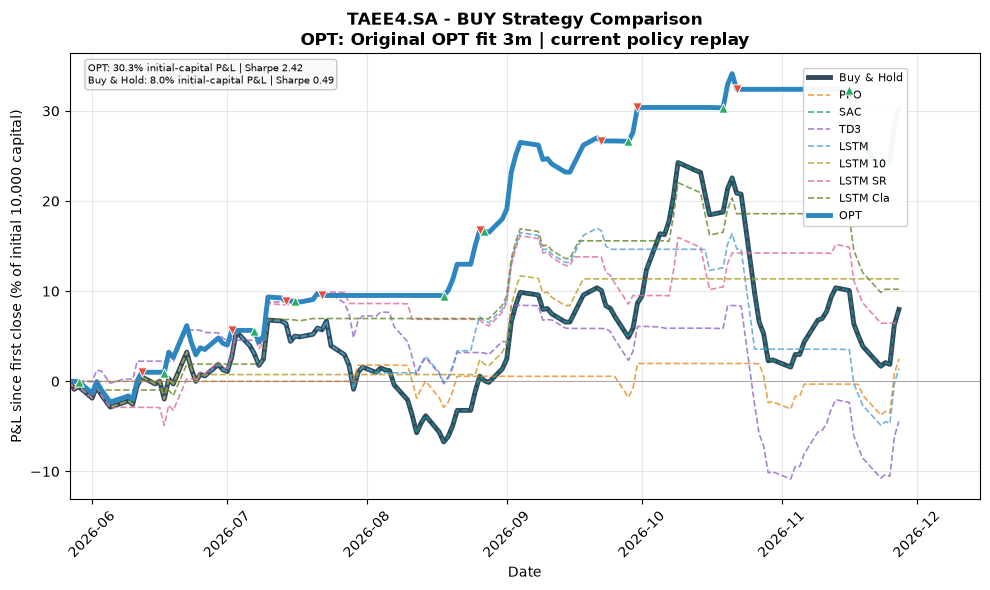 TAEE4.SA - BUY Strategy Comparison
OPT: Original OPT fit 3m | current policy replay
OPT: 30.3% initial-capital P&L | Sharpe 2.42
Buy & Hold: 8.0% initial-capital P&L | Sharpe 0.49
Buy & Hold
PPO
SAC
TD3
LSTM
LSTM 10
LSTM SR
LSTM Cla
OPT
P&L since first close (% of initial 10,000 capital)
30
20
10
0
−10
2026-06
2026-07
2026-08
2026-09
2026-10
2026-11
2026-12
Date